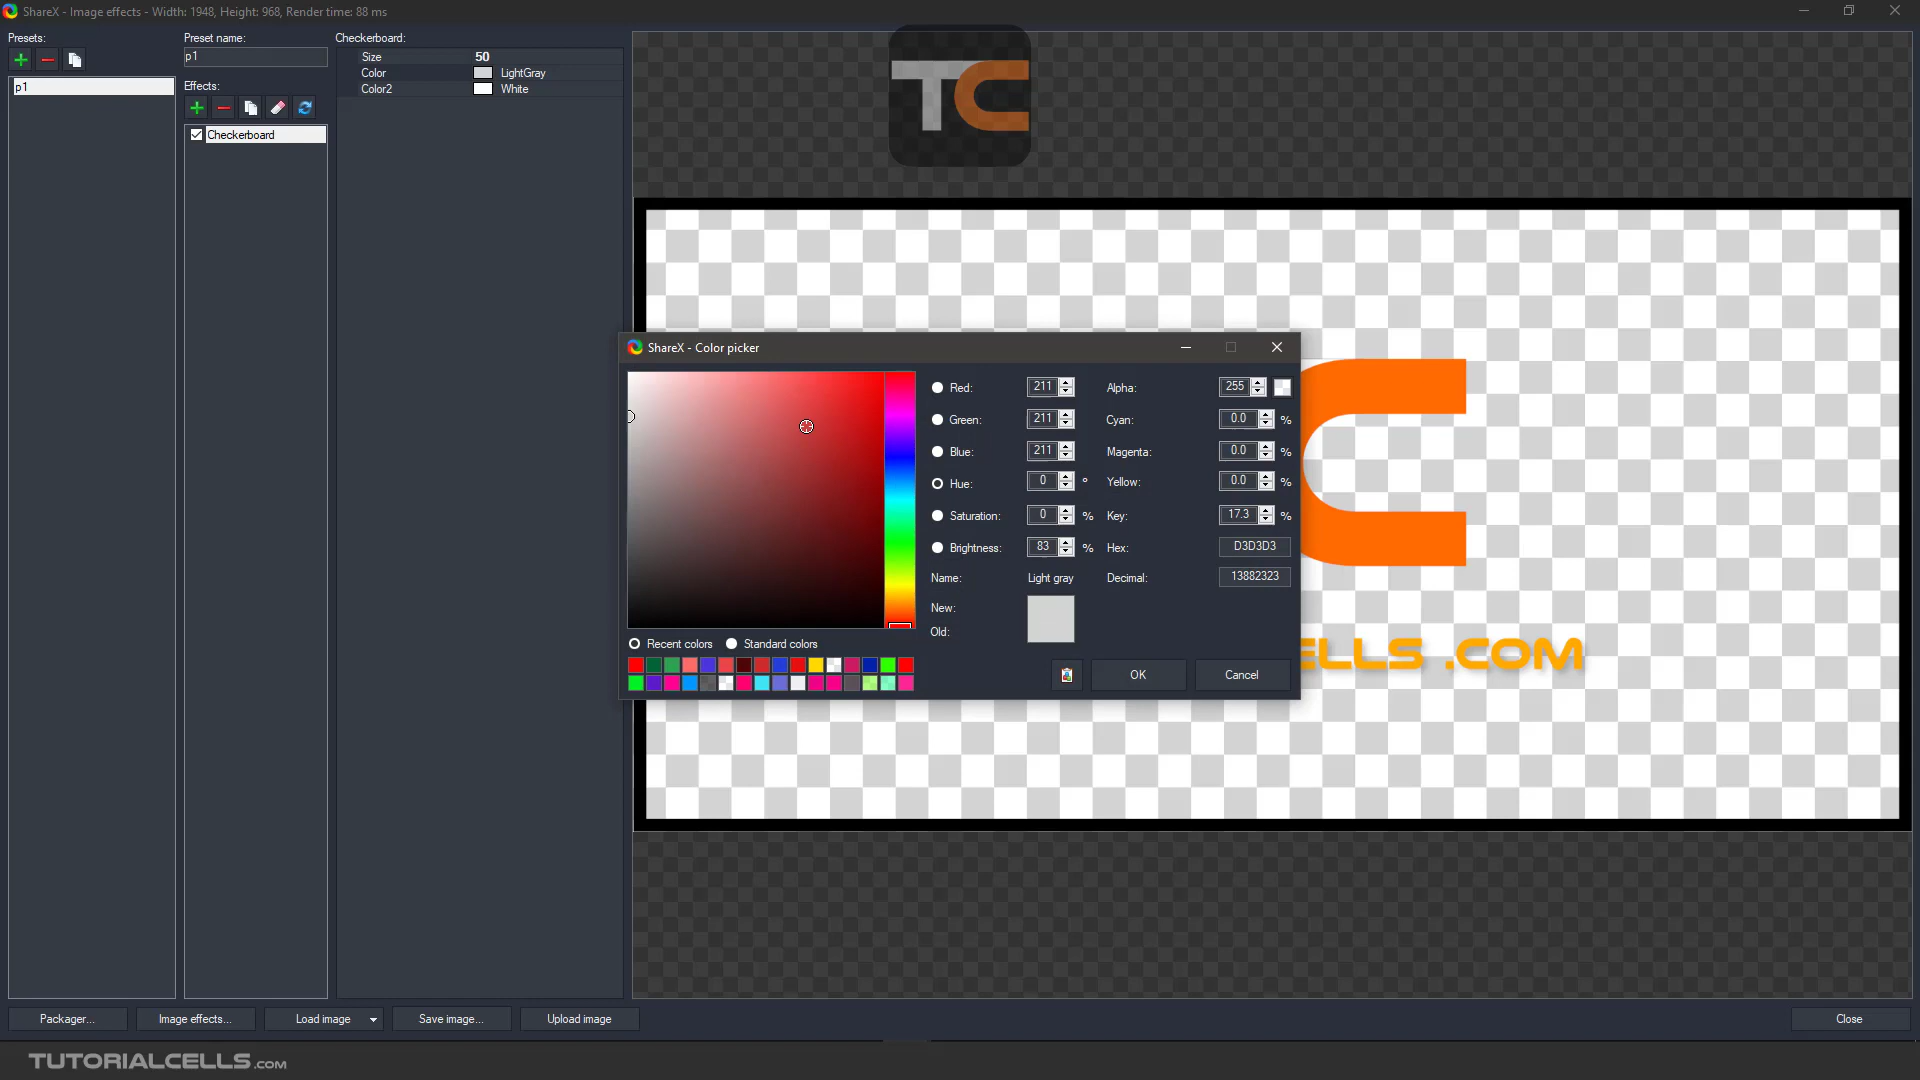 ShareX - Image effects - Width: 1948, Height: 968, Render time: 88 ms
Presets:
Preset name:
Checkerboard:
p1
Size 50
Color LightGray
Color2 White
p1
Effects:
Checkerboard
TC
ShareX - Color picker
Red: 211 Alpha: 255
Green: 211 Cyan: 0.0 %
Blue: 211 Magenta: 0.0 %
Hue: 0 ° Yellow: 0.0 %
Saturation: 0 % Key: 17.3 %
Brightness: 83 % Hex: D3D3D3
Name: Light gray Decimal: 13882323
New:
Old:
Recent colors Standard colors
OK Cancel
C
ELLS .COM
Packager... Image effects... Load image Save image... Upload image Close
TUTORIALCELLS.COM